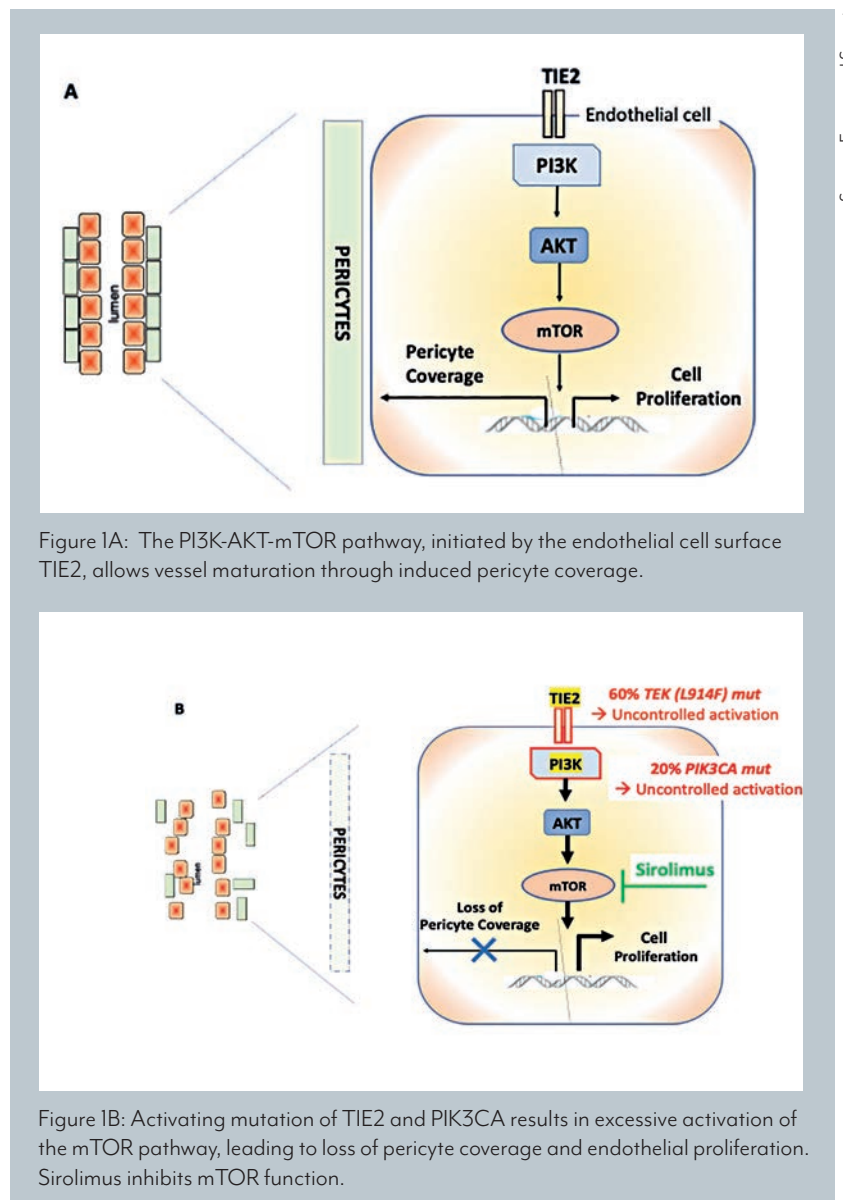 A
TIE2
Endothelial cell
PI3K
AKT
mTOR
PERICYTES
lumen
Pericyte
Coverage
Cell
Proliferation
Figure 1A: The PI3K-AKT-mTOR pathway, initiated by the endothelial cell surface
TIE2, allows vessel maturation through induced pericyte coverage.
B
TIE2
60% TEK (L914F) mut
→ Uncontrolled activation
PI3K
20% PIK3CA mut
→ Uncontrolled activation
AKT
mTOR
Sirolimus
PERICYTES
lumen
Loss of
Pericyte Coverage
Cell
Proliferation
Figure 1B: Activating mutation of TIE2 and PIK3CA results in excessive activation of
the mTOR pathway, leading to loss of pericyte coverage and endothelial proliferation.
Sirolimus inhibits mTOR function.